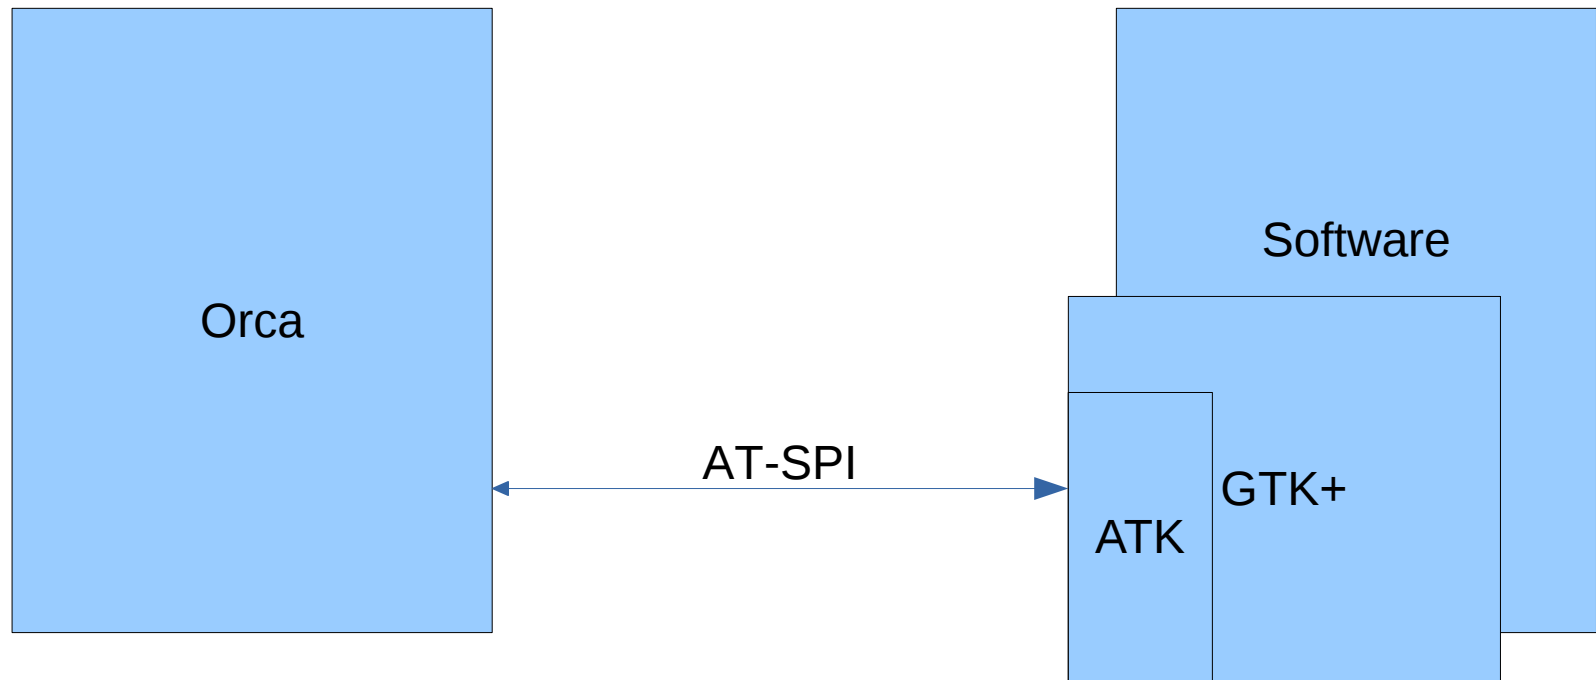 Software
Orca
AT-SPI
GTK+
ATK